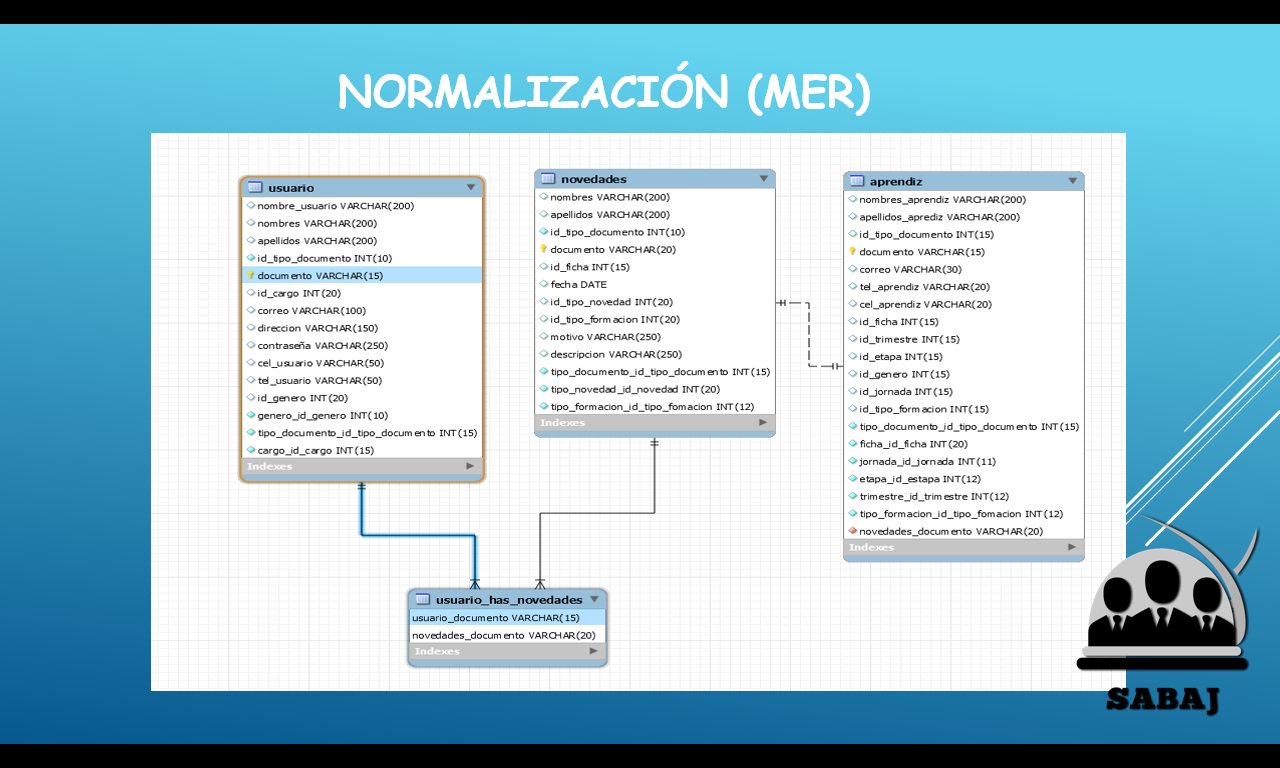 NORMALIZACIÓN (MER)
usuario
nombre_usuario VARCHAR(200)
nombres VARCHAR(200)
apellidos VARCHAR(200)
id_tipo_documento INT(10)
documento VARCHAR(15)
id_cargo INT(20)
correo VARCHAR(100)
direccion VARCHAR(150)
contraseña VARCHAR(250)
cel_usuario VARCHAR(50)
tel_usuario VARCHAR(50)
id_genero INT(20)
genero_id_genero INT(10)
tipo_documento_id_tipo_documento INT(15)
cargo_id_cargo INT(15)
Indexes
novedades
nombres VARCHAR(200)
apellidos VARCHAR(200)
id_tipo_documento INT(10)
documento VARCHAR(20)
id_ficha INT(15)
fecha DATE
id_tipo_novedad INT(20)
id_tipo_formacion INT(20)
motivo VARCHAR(250)
descripcion VARCHAR(250)
tipo_documento_id_tipo_documento INT(15)
tipo_novedad_id_novedad INT(20)
tipo_formacion_id_tipo_fomacion INT(12)
Indexes
aprendiz
nombres_aprendiz VARCHAR(200)
apellidos_aprediz VARCHAR(200)
id_tipo_documento INT(15)
documento VARCHAR(15)
correo VARCHAR(30)
tel_aprendiz VARCHAR(20)
cel_aprendiz VARCHAR(20)
id_ficha INT(15)
id_trimestre INT(15)
id_etapa INT(15)
id_genero INT(15)
id_jornada INT(15)
id_tipo_formacion INT(15)
tipo_documento_id_tipo_documento INT(15)
ficha_id_ficha INT(20)
jornada_id_jornada INT(11)
etapa_id_estapa INT(12)
trimestre_id_trimestre INT(12)
tipo_formacion_id_tipo_fomacion INT(12)
novedades_documento VARCHAR(20)
Indexes
usuario_has_novedades
usuario_documento VARCHAR(15)
novedades_documento VARCHAR(20)
Indexes
SABAJ